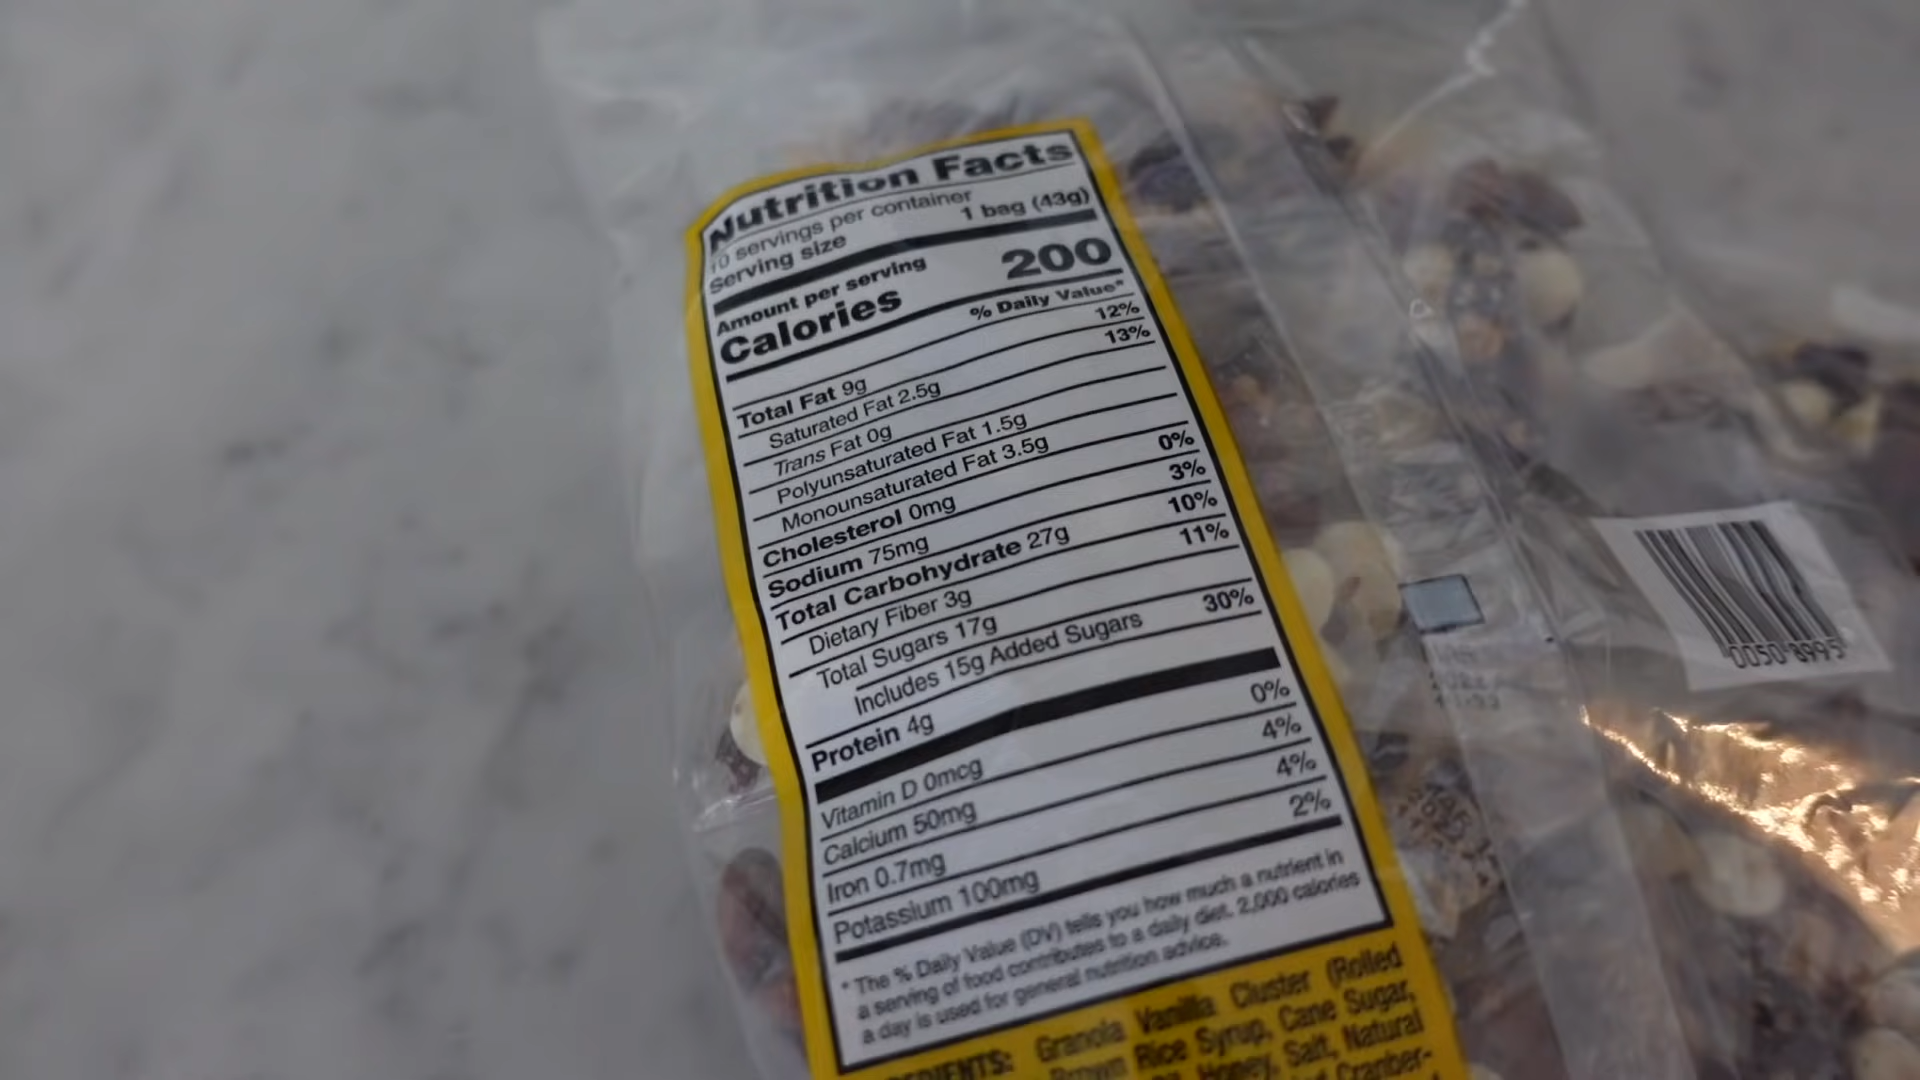 Nutrition Facts
10 servings per container
Serving size 1 bag (43g)
Amount per serving
Calories 200
% Daily Value*
Total Fat 9g 12%
Saturated Fat 2.5g 13%
Trans Fat 0g
Polyunsaturated Fat 1.5g
Monounsaturated Fat 3.5g
Cholesterol 0mg 0%
Sodium 75mg 3%
Total Carbohydrate 27g 10%
Dietary Fiber 3g 11%
Total Sugars 17g
Includes 15g Added Sugars 30%
Protein 4g
Vitamin D 0mcg 0%
Calcium 50mg 4%
Iron 0.7mg 4%
Potassium 100mg 2%
* The % Daily Value (DV) tells you how much a nutrient in
a serving of food contributes to a daily diet. 2,000 calories
a day is used for general nutrition advice.
Granola Vanilla Cluster (Rolled
Brown Rice Syrup, Cane Sugar,
Honey, Salt, Natural
0050 8995